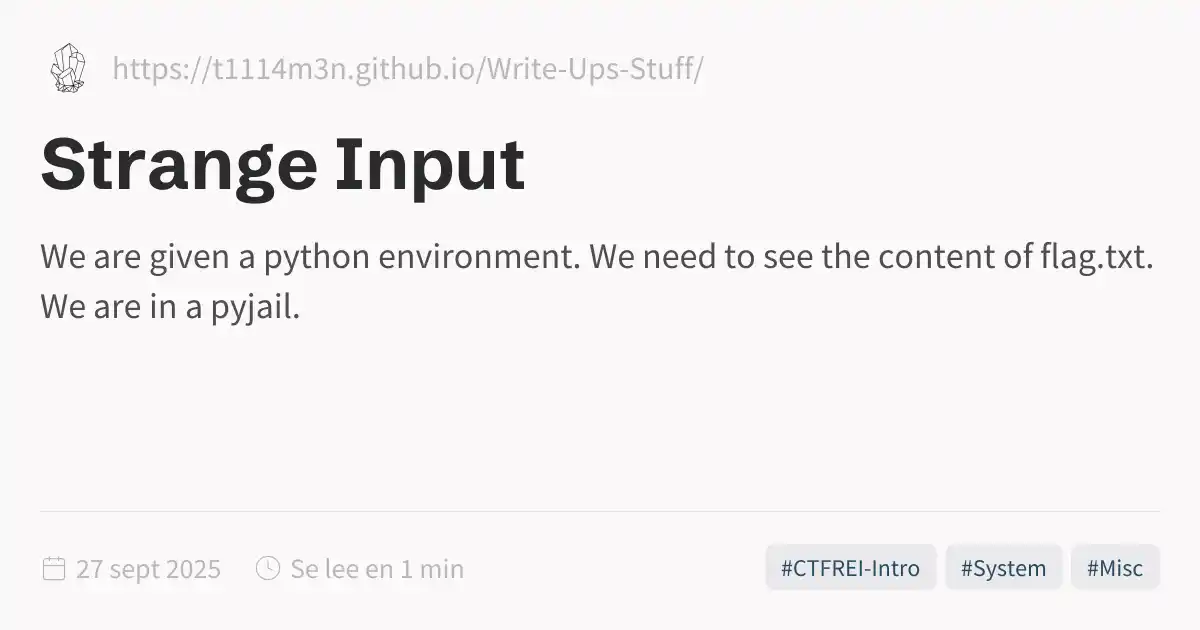 https://t1114m3n.github.io/Write-Ups-Stuff/
Strange Input
We are given a python environment. We need to see the content of flag.txt.
We are in a pyjail.
27 sept 2025
Se lee en 1 min
#CTFREI-Intro
#System
#Misc